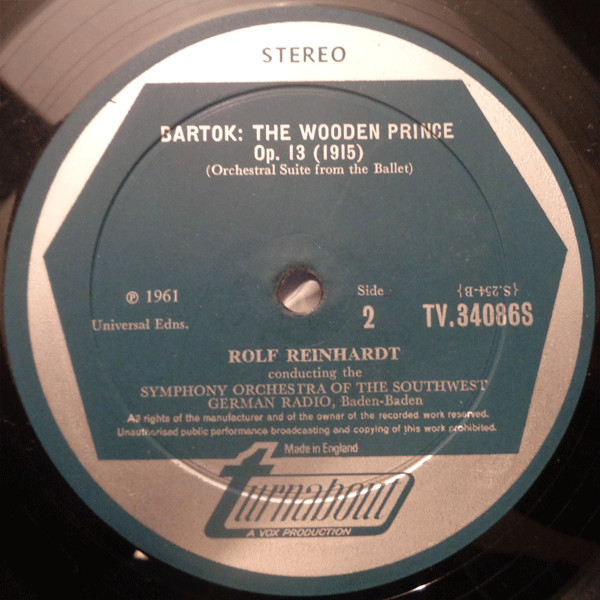 STEREO
BARTOK: THE WOODEN PRINCE
Op. 13 (1915)
(Orchestral Suite from the Ballet)
℗ 1961
Universal Edns.
Side
2
{S.254-B}
TV.34086S
ROLF REINHARDT
conducting the
SYMPHONY ORCHESTRA OF THE SOUTHWEST
GERMAN RADIO, Baden-Baden
All rights of the manufacturer and of the owner of the recorded work reserved.
Unauthorised public performance broadcasting and copying of this work prohibited.
Made in England
turnabout
A VOX PRODUCTION